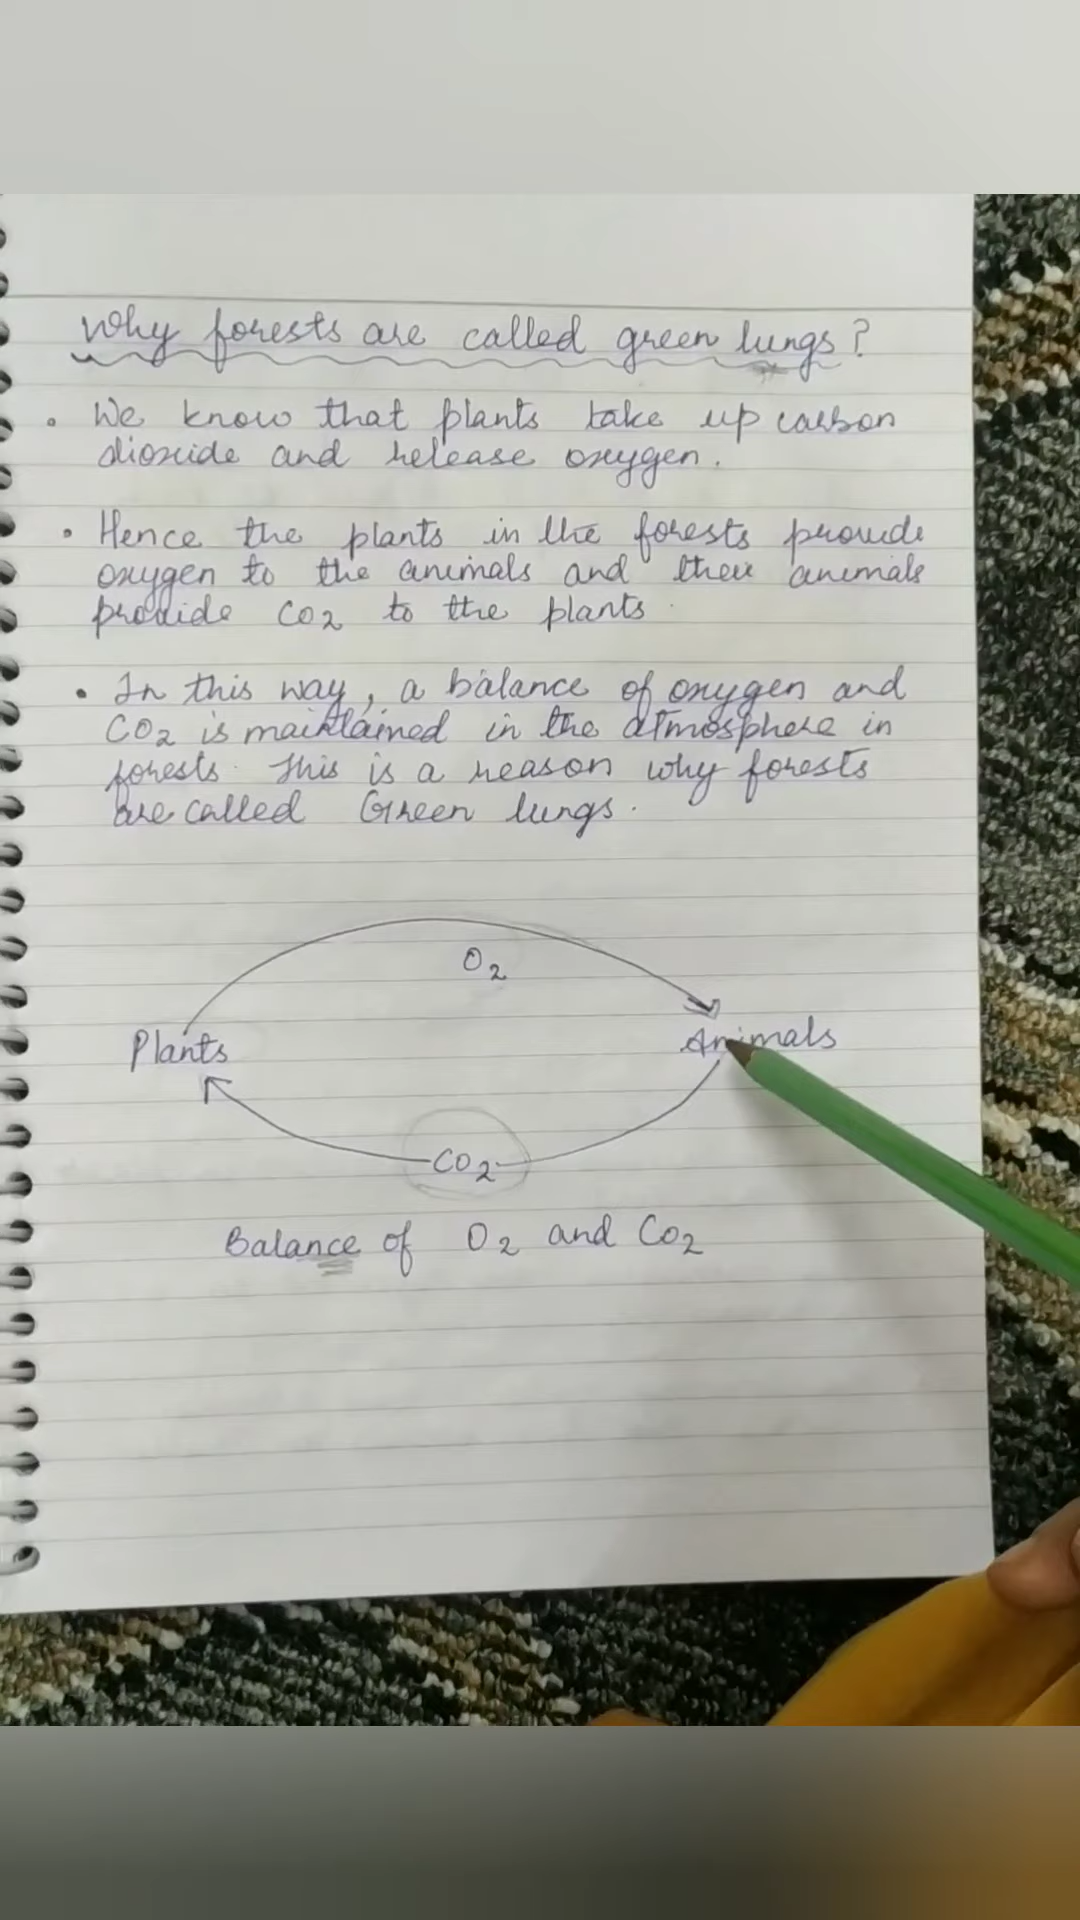 Why forests are called green lungs?
• We know that plants take up carbon
dioxide and release oxygen.
• Hence the plants in the forests provide
oxygen to the animals and their animals
provide CO2 to the plants.
• In this way, a balance of oxygen and
CO2 is maintained in the atmosphere in
forests. This is a reason why forests
are called Green lungs.
O2
Plants
Animals
CO2
Balance of O2 and CO2